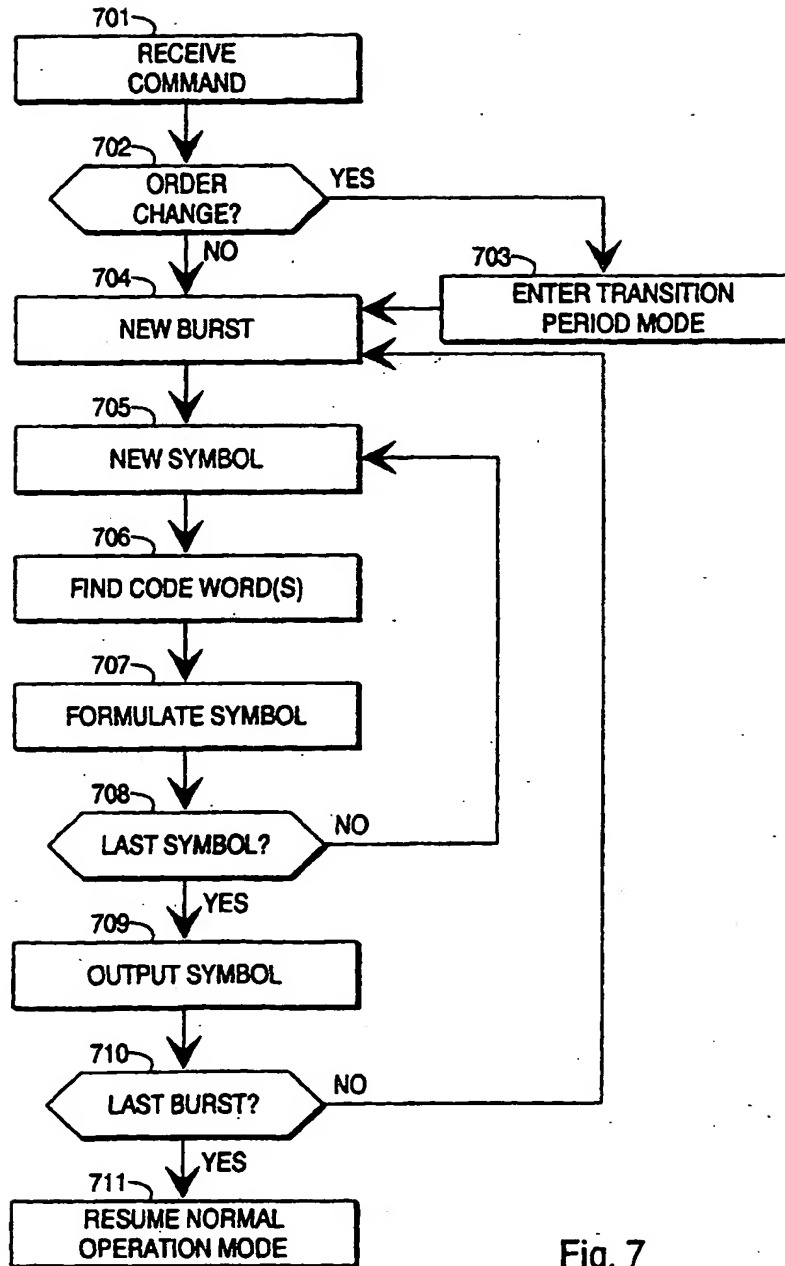 701
RECEIVE
COMMAND
702
ORDER
CHANGE?
YES
NO
703
ENTER TRANSITION
PERIOD MODE
704
NEW BURST
705
NEW SYMBOL
706
FIND CODE WORD(S)
707
FORMULATE SYMBOL
708
LAST SYMBOL?
NO
YES
709
OUTPUT SYMBOL
710
LAST BURST?
NO
YES
711
RESUME NORMAL
OPERATION MODE
Fig. 7